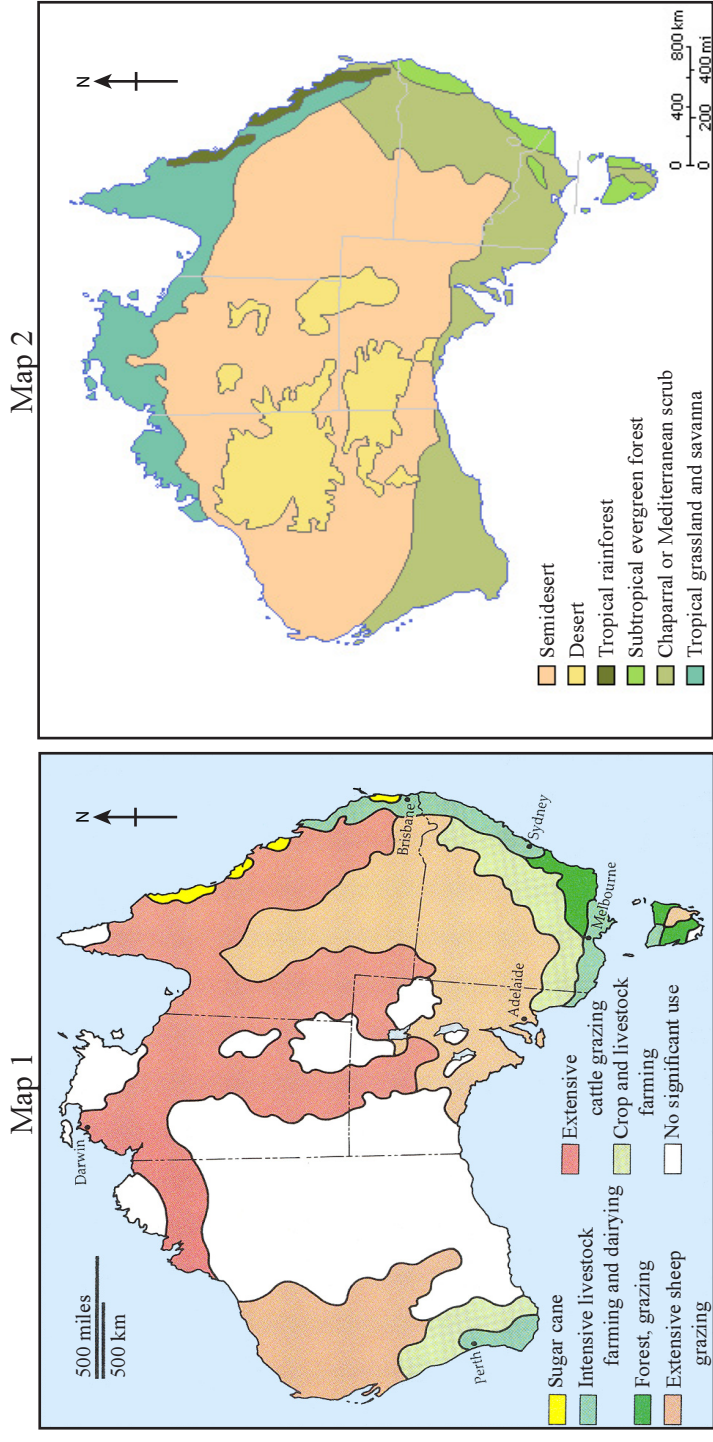 Map 1
N
500 miles
500 km
Darwin
Brisbane
Sydney
Melbourne
Adelaide
Perth
Sugar cane
Intensive livestock
farming and dairying
Forest, grazing
Extensive sheep
grazing
Extensive
cattle grazing
Crop and livestock
farming
No significant use
Map 2
N
Semidesert
Desert
Tropical rainforest
Subtropical evergreen forest
Chaparral or Mediterranean scrub
Tropical grassland and savanna
0 400 800 km
0 200 400 mi